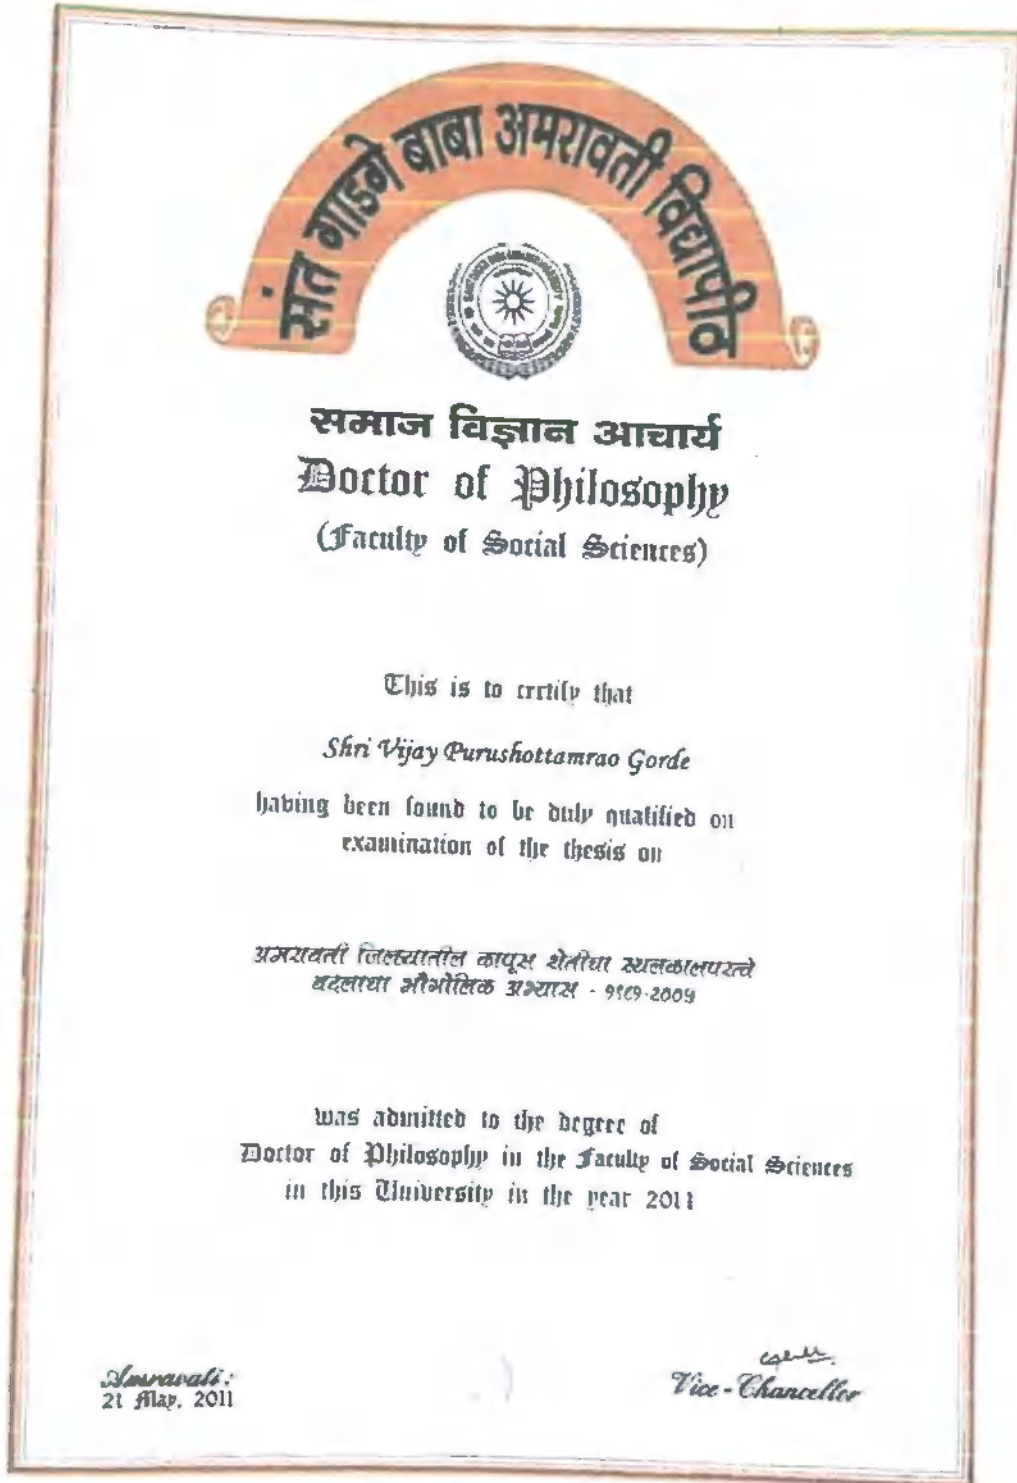 संत गाडगे बाबा अमरावती विद्यापीठ
समाज विज्ञान आचार्य
Doctor of Philosophy
(Faculty of Social Sciences)
This is to certify that
Shri Vijay Purushottamrao Gorde
having been found to be duly qualified on
examination of the thesis on
अमरावती जिल्ह्यातील कापूस शेतीचा स्थलकालपरत्वे
बदलाचा भौगोलिक अभ्यास -
was admitted to the degree of
Doctor of Philosophy in the Faculty of Social Sciences
in this University in the year 2011
Amravati:
21 May, 2011
Vice-Chancellor